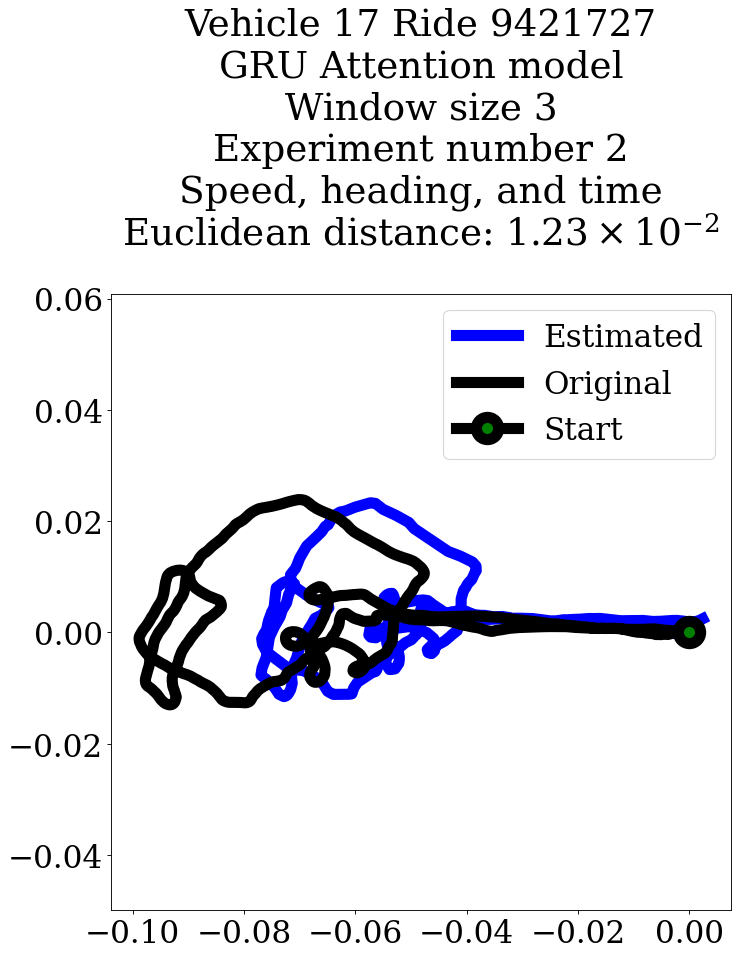 Vehicle 17 Ride 9421727
GRU Attention model
Window size 3
Experiment number 2
Speed, heading, and time
Euclidean distance: 1.23 × 10⁻²
Estimated
Original
Start
0.06
0.04
0.02
0.00
−0.02
−0.04
−0.10 −0.08 −0.06 −0.04 −0.02 0.00